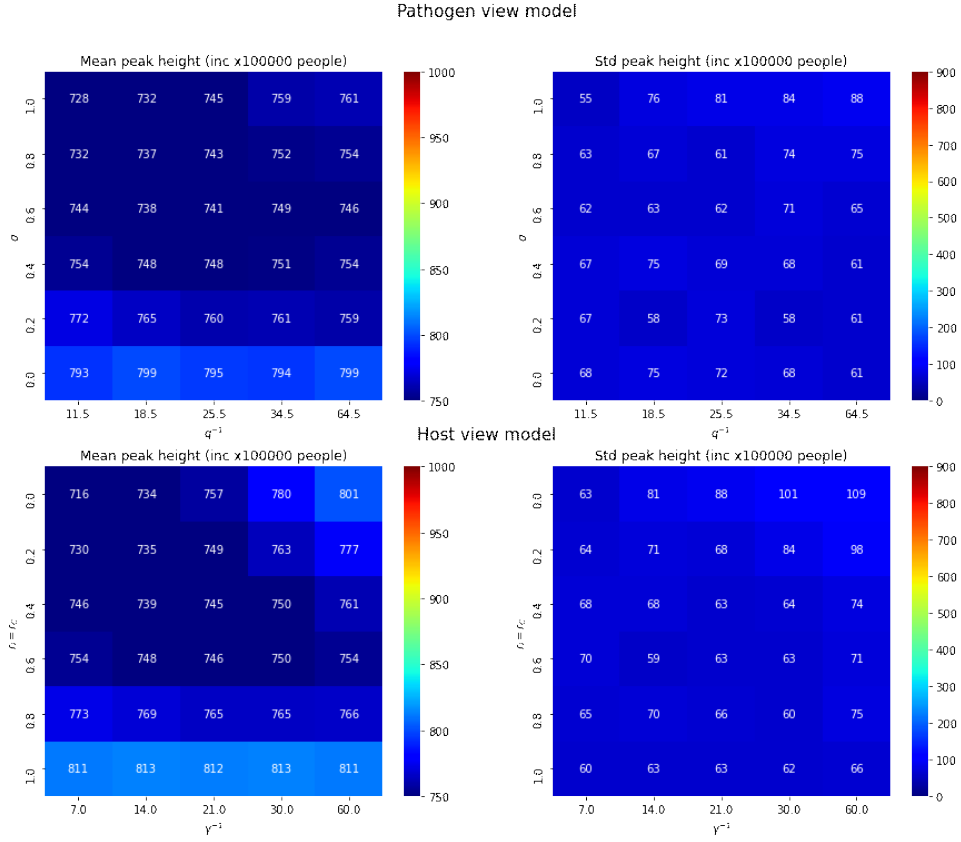 Pathogen view model
Mean peak height (inc x100000 people)
Std peak height (inc x100000 people)
1.0 728 732 745 759 761 1000
0.8 732 737 743 752 754 950
0.6 744 738 741 749 746 900
0.4 754 748 748 751 754 850
0.2 772 765 760 761 759 800
0.0 793 799 795 794 799 750
σ
11.5 18.5 25.5 34.5 64.5
q⁻¹
1.0 55 76 81 84 88
0.8 63 67 61 74 75
0.6 62 63 62 71 65
0.4 67 75 69 68 61
0.2 67 58 73 58 61
0.0 68 75 72 68 61
σ
11.5 18.5 25.5 34.5 64.5
q⁻¹
900
800
700
600
500
400
300
200
100
0
Host view model
Mean peak height (inc x100000 people)
Std peak height (inc x100000 people)
0.0 716 734 757 780 801 1000
0.2 730 735 749 763 777 950
0.4 746 739 745 750 761 900
0.6 754 748 746 750 754 850
0.8 773 769 765 765 766 800
1.0 811 813 812 813 811 750
r_I = r_C
7.0 14.0 21.0 30.0 60.0
γ⁻¹
0.0 63 81 88 101 109
0.2 64 71 68 84 98
0.4 68 68 63 64 74
0.6 70 59 63 63 71
0.8 65 70 66 60 75
1.0 60 63 63 62 66
r_I = r_C
7.0 14.0 21.0 30.0 60.0
γ⁻¹
900
800
700
600
500
400
300
200
100
0